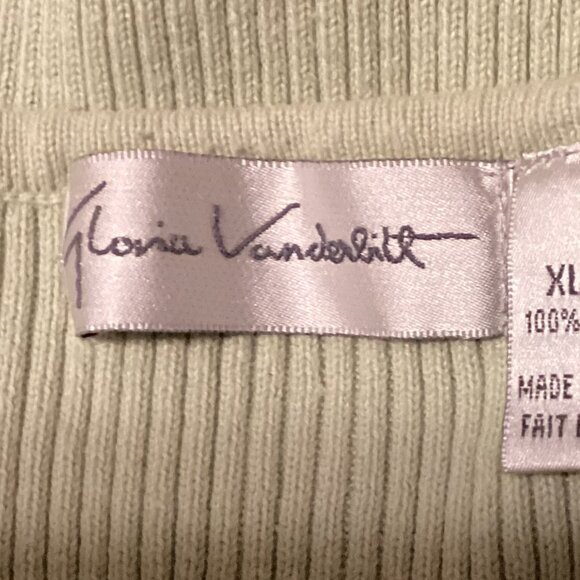 Gloria Vanderbilt
XL
100%
MADE
FAIT